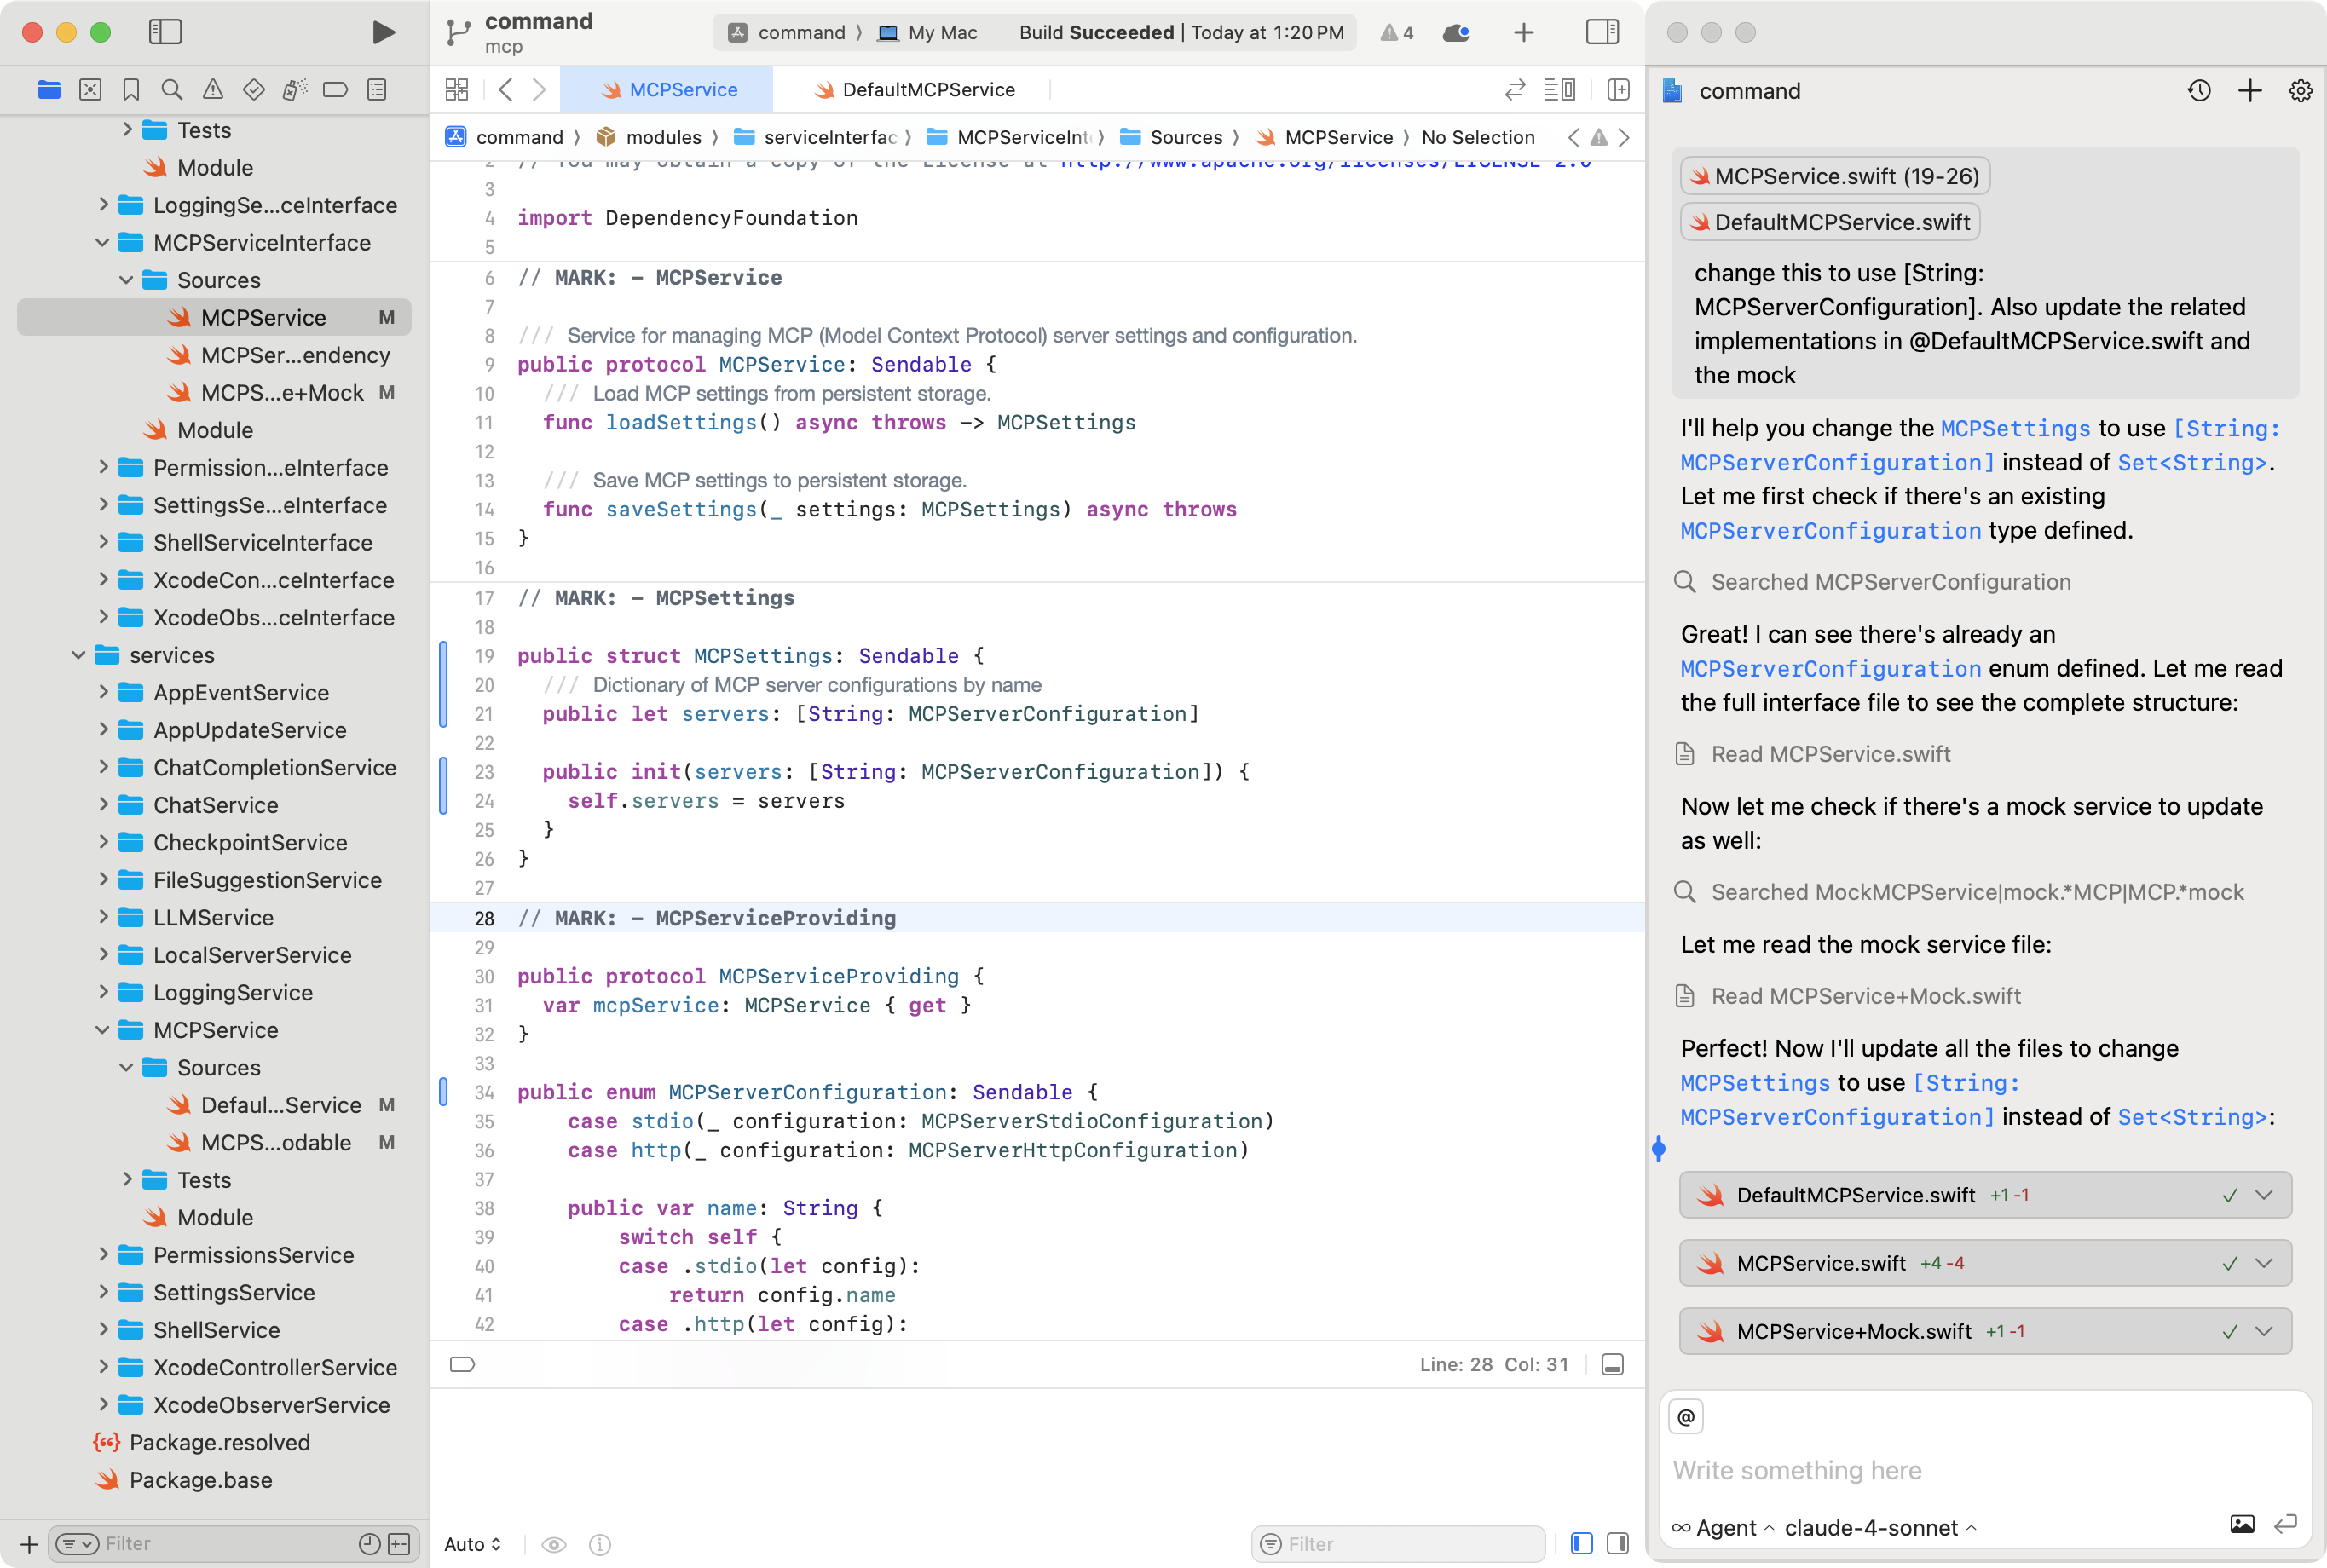 command
mcp
command 〉 My Mac
Build Succeeded | Today at 1:20 PM
4
Tests
Module
LoggingSe...ceInterface
MCPServiceInterface
Sources
MCPService M
MCPSer...endency
MCPS...e+Mock M
Module
Permission...eInterface
SettingsSe...eInterface
ShellServiceInterface
XcodeCon...ceInterface
XcodeObs...ceInterface
services
AppEventService
AppUpdateService
ChatCompletionService
ChatService
CheckpointService
FileSuggestionService
LLMService
LocalServerService
LoggingService
MCPService
Sources
Defaul...Service M
MCPS...odable M
Tests
Module
PermissionsService
SettingsService
ShellService
XcodeControllerService
XcodeObserverService
Package.resolved
Package.base
Filter
MCPService
DefaultMCPService
command 〉 modules 〉 serviceInterfac 〉 MCPServiceInt 〉 Sources 〉 MCPService 〉 No Selection
2 // You may obtain a copy of the License at http://www.apache.org/licenses/LICENSE-2.0
3
4 import DependencyFoundation
5
6 // MARK: - MCPService
7
8 /// Service for managing MCP (Model Context Protocol) server settings and configuration.
9 public protocol MCPService: Sendable {
10 /// Load MCP settings from persistent storage.
11 func loadSettings() async throws -> MCPSettings
12
13 /// Save MCP settings to persistent storage.
14 func saveSettings(_ settings: MCPSettings) async throws
15 }
16
17 // MARK: - MCPSettings
18
19 public struct MCPSettings: Sendable {
20 /// Dictionary of MCP server configurations by name
21 public let servers: [String: MCPServerConfiguration]
22
23 public init(servers: [String: MCPServerConfiguration]) {
24 self.servers = servers
25 }
26 }
27
28 // MARK: - MCPServiceProviding
29
30 public protocol MCPServiceProviding {
31 var mcpService: MCPService { get }
32 }
33
34 public enum MCPServerConfiguration: Sendable {
35 case stdio(_ configuration: MCPServerStdioConfiguration)
36 case http(_ configuration: MCPServerHttpConfiguration)
37
38 public var name: String {
39 switch self {
40 case .stdio(let config):
41 return config.name
42 case .http(let config):
Line: 28 Col: 31
Auto
Filter
command
MCPService.swift (19-26)
DefaultMCPService.swift
change this to use [String:
MCPServerConfiguration]. Also update the related
implementations in @DefaultMCPService.swift and
the mock
I'll help you change the MCPSettings to use [String:
MCPServerConfiguration] instead of Set<String>.
Let me first check if there's an existing
MCPServerConfiguration type defined.
Searched MCPServerConfiguration
Great! I can see there's already an
MCPServerConfiguration enum defined. Let me read
the full interface file to see the complete structure:
Read MCPService.swift
Now let me check if there's a mock service to update
as well:
Searched MockMCPService|mock.*MCP|MCP.*mock
Let me read the mock service file:
Read MCPService+Mock.swift
Perfect! Now I'll update all the files to change
MCPSettings to use [String:
MCPServerConfiguration] instead of Set<String>:
DefaultMCPService.swift +1 -1
MCPService.swift +4 -4
MCPService+Mock.swift +1 -1
@
Write something here
∞ Agent ^ claude-4-sonnet ^